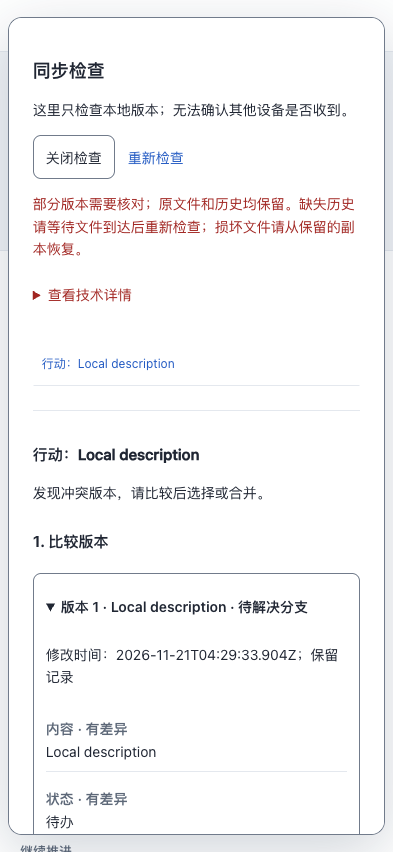 同步检查
这里只检查本地版本；无法确认其他设备是否收到。
关闭检查
重新检查
部分版本需要核对；原文件和历史均保留。缺失历史
请等待文件到达后重新检查；损坏文件请从保留的副
本恢复。
查看技术详情
行动：Local description
行动：Local description
发现冲突版本，请比较后选择或合并。
1. 比较版本
版本 1 · Local description · 待解决分支
修改时间：2026-11-21T04:29:33.904Z；保留
记录
内容 · 有差异
Local description
状态 · 有差异
待办
继续推进